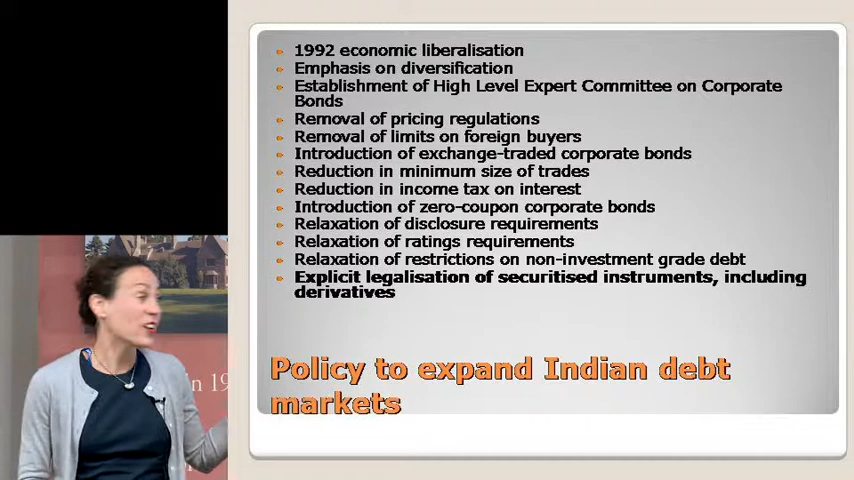 1992 economic liberalisation
Emphasis on diversification
Establishment of High Level Expert Committee on Corporate
Bonds
Removal of pricing regulations
Removal of limits on foreign buyers
Introduction of exchange-traded corporate bonds
Reduction in minimum size of trades
Reduction in income tax on interest
Introduction of zero-coupon corporate bonds
Relaxation of disclosure requirements
Relaxation of ratings requirements
Relaxation of restrictions on non-investment grade debt
Explicit legalisation of securitised instruments, including
derivatives
Policy to expand Indian debt
markets
in 19